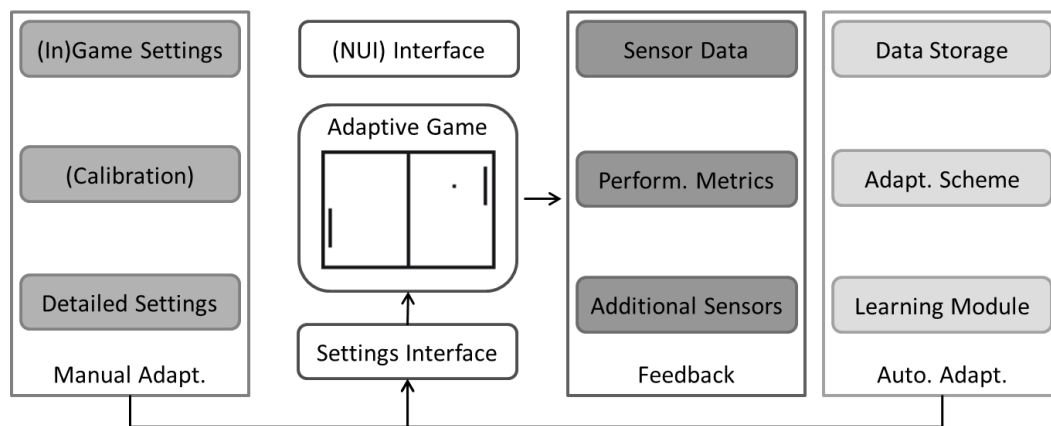 (In)Game Settings
(Calibration)
Detailed Settings
Manual Adapt.
(NUI) Interface
Adaptive Game
Settings Interface
Sensor Data
Perform. Metrics
Additional Sensors
Feedback
Data Storage
Adapt. Scheme
Learning Module
Auto. Adapt.